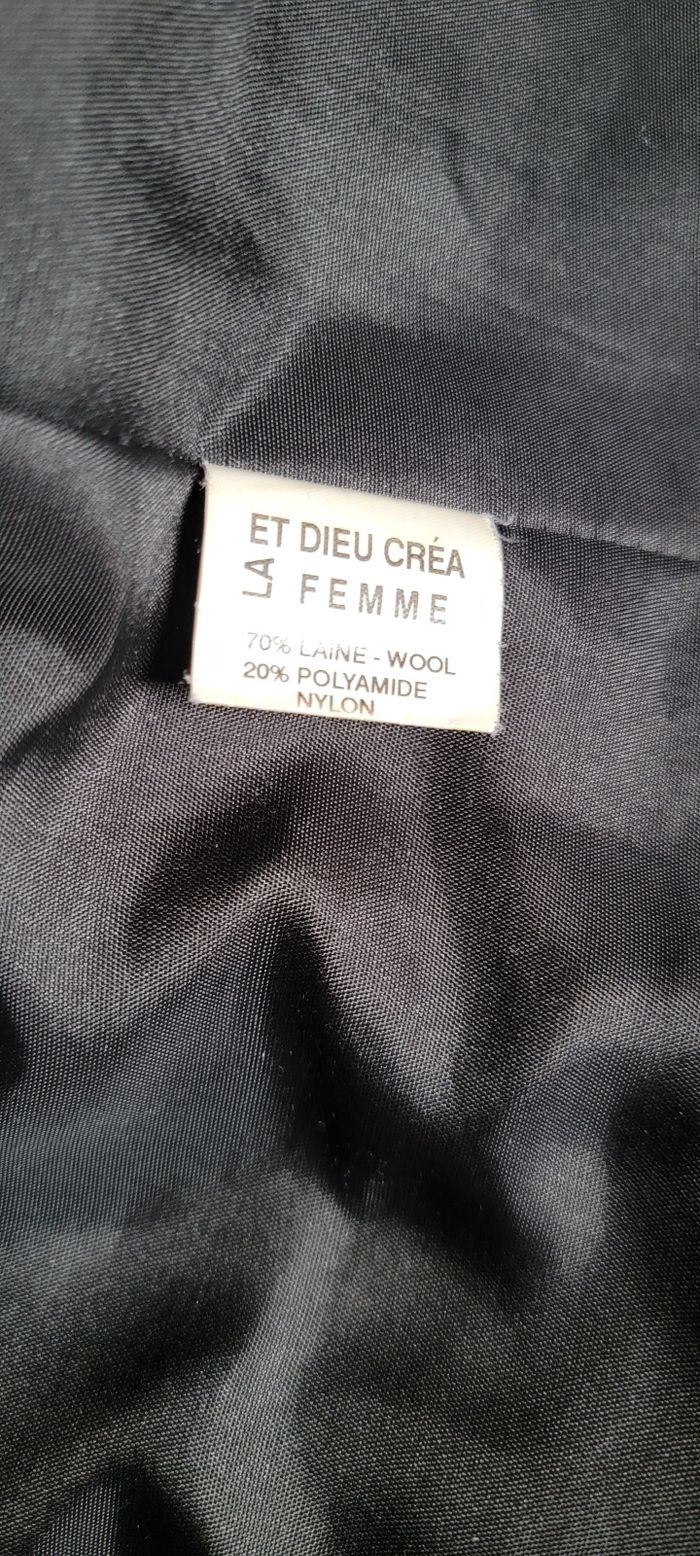 ET DIEU CRÉA
LA FEMME
70% LAINE - WOOL
20% POLYAMIDE
NYLON